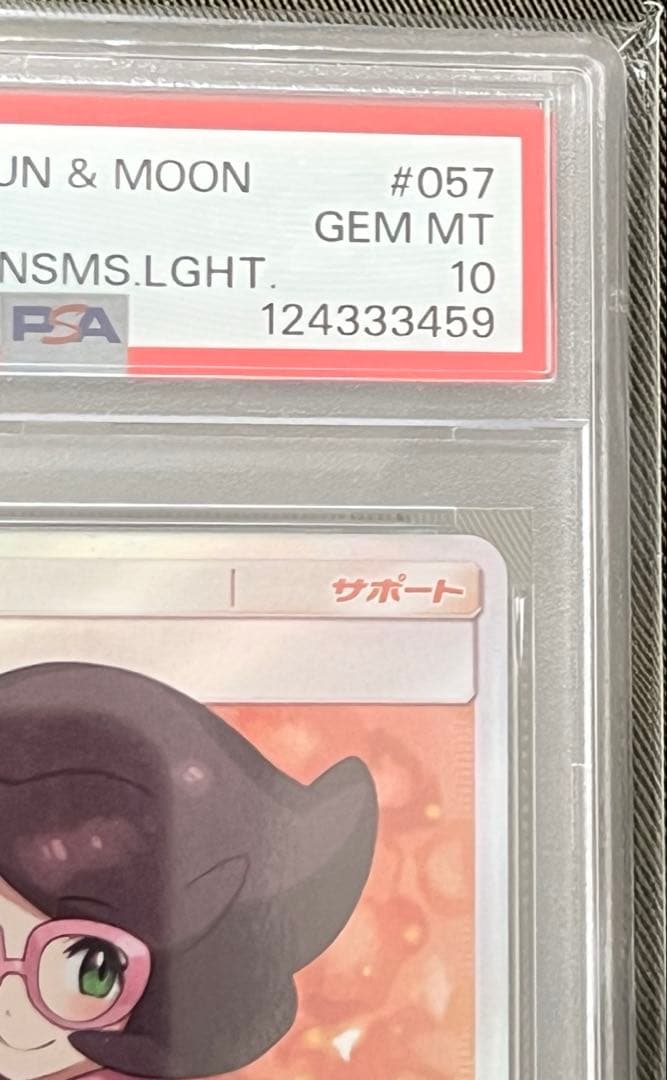 UN & MOON #057
GEM MT
NSMS.LGHT. 10
PSA 124333459
サポート